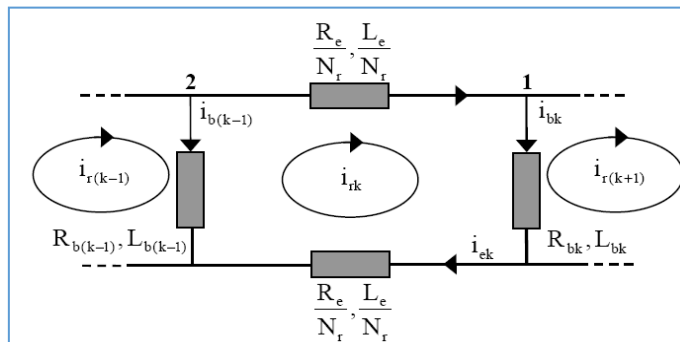 R_e/N_r, L_e/N_r
2 1
i_b(k−1) i_bk
i_r(k−1) i_rk i_r(k+1)
R_b(k−1), L_b(k−1) i_ek R_bk, L_bk
R_e/N_r, L_e/N_r